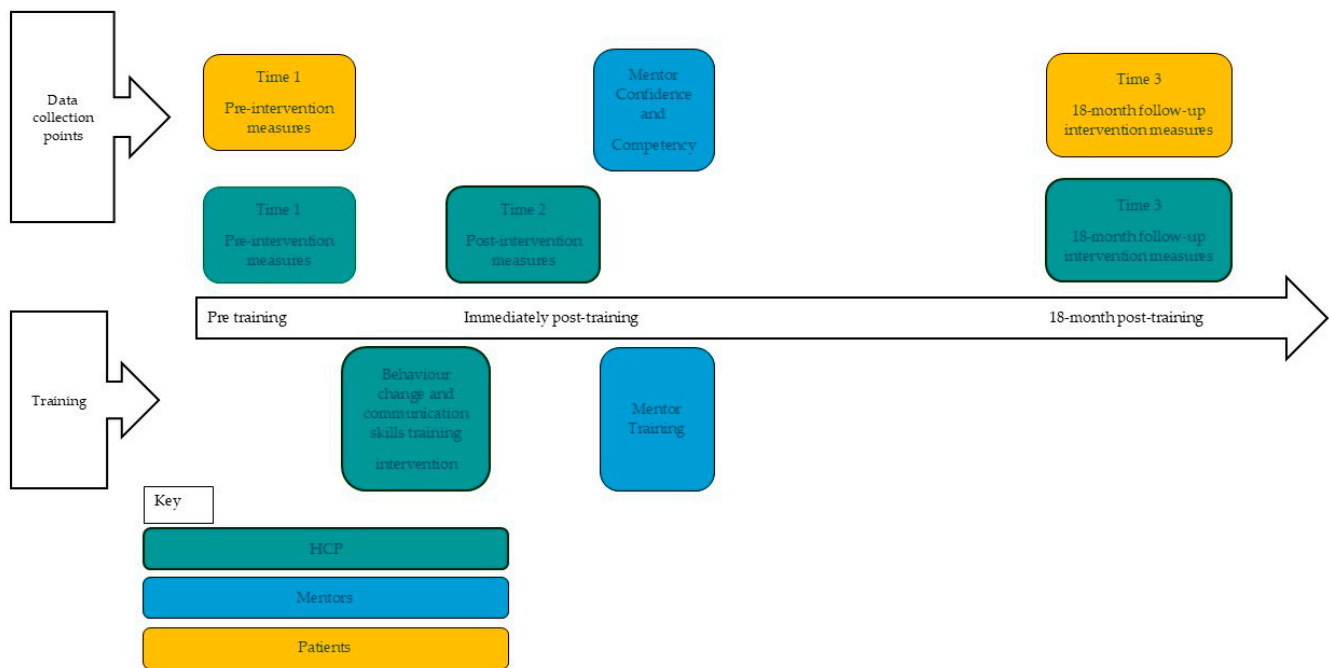 Data
collection
points
Time 1
Pre-intervention
measures
Mentor
Confidence
and
Competency
Time 3
18-month follow-up
intervention measures
Time 1
Pre-intervention
measures
Time 2
Post-intervention
measures
Time 3
18-month follow-up
intervention measures
Pre training
Immediately post-training
18-month post-training
Training
Behaviour
change and
communication
skills training
intervention
Mentor
Training
Key
HCP
Mentors
Patients